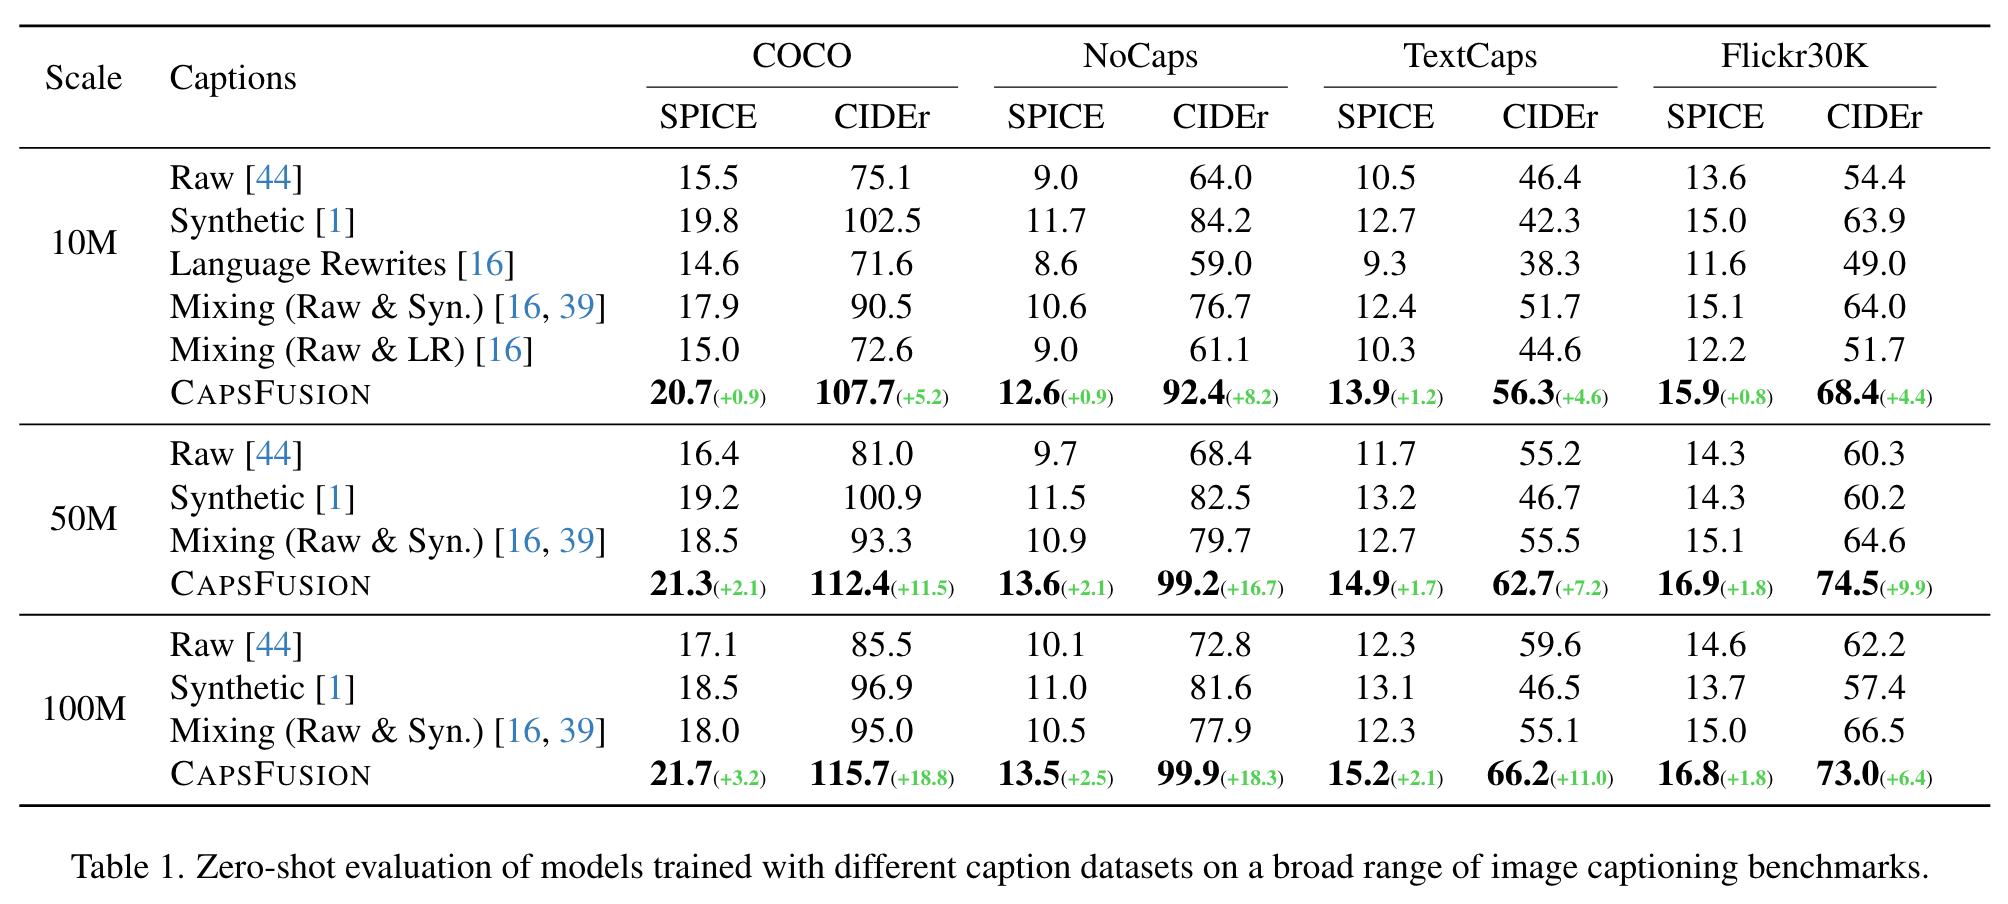 Scale Captions COCO NoCaps TextCaps Flickr30K
SPICE CIDEr SPICE CIDEr SPICE CIDEr SPICE CIDEr
10M
Raw [44] 15.5 75.1 9.0 64.0 10.5 46.4 13.6 54.4
Synthetic [1] 19.8 102.5 11.7 84.2 12.7 42.3 15.0 63.9
Language Rewrites [16] 14.6 71.6 8.6 59.0 9.3 38.3 11.6 49.0
Mixing (Raw & Syn.) [16, 39] 17.9 90.5 10.6 76.7 12.4 51.7 15.1 64.0
Mixing (Raw & LR) [16] 15.0 72.6 9.0 61.1 10.3 44.6 12.2 51.7
CAPSFUSION 20.7(+0.9) 107.7(+5.2) 12.6(+0.9) 92.4(+8.2) 13.9(+1.2) 56.3(+4.6) 15.9(+0.8) 68.4(+4.4)
50M
Raw [44] 16.4 81.0 9.7 68.4 11.7 55.2 14.3 60.3
Synthetic [1] 19.2 100.9 11.5 82.5 13.2 46.7 14.3 60.2
Mixing (Raw & Syn.) [16, 39] 18.5 93.3 10.9 79.7 12.7 55.5 15.1 64.6
CAPSFUSION 21.3(+2.1) 112.4(+11.5) 13.6(+2.1) 99.2(+16.7) 14.9(+1.7) 62.7(+7.2) 16.9(+1.8) 74.5(+9.9)
100M
Raw [44] 17.1 85.5 10.1 72.8 12.3 59.6 14.6 62.2
Synthetic [1] 18.5 96.9 11.0 81.6 13.1 46.5 13.7 57.4
Mixing (Raw & Syn.) [16, 39] 18.0 95.0 10.5 77.9 12.3 55.1 15.0 66.5
CAPSFUSION 21.7(+3.2) 115.7(+18.8) 13.5(+2.5) 99.9(+18.3) 15.2(+2.1) 66.2(+11.0) 16.8(+1.8) 73.0(+6.4)
Table 1. Zero-shot evaluation of models trained with different caption datasets on a broad range of image captioning benchmarks.